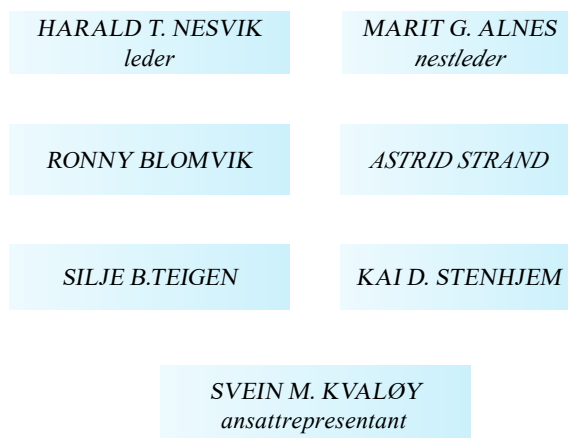 HARALD T. NESVIK
leder
MARIT G. ALNES
nestleder
RONNY BLOMVIK
ASTRID STRAND
SILJE B.TEIGEN
KAI D. STENHJEM
SVEIN M. KVALØY
ansattrepresentant